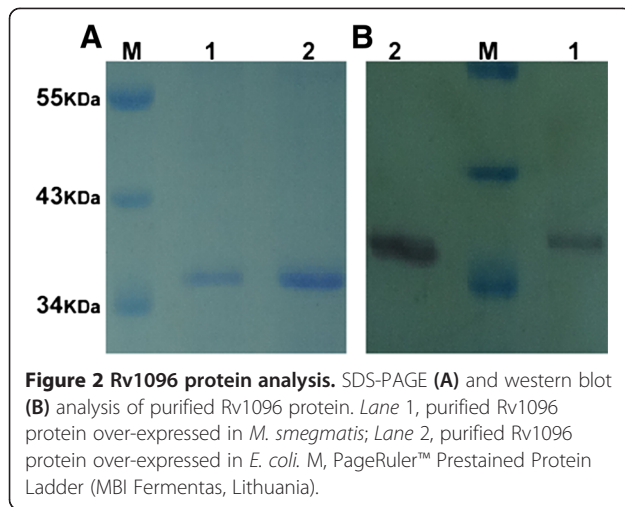 A M 1 2 B 2 M 1
55KDa
43KDa
34KDa
Figure 2 Rv1096 protein analysis. SDS-PAGE (A) and western blot
(B) analysis of purified Rv1096 protein. Lane 1, purified Rv1096
protein over-expressed in M. smegmatis; Lane 2, purified Rv1096
protein over-expressed in E. coli. M, PageRuler™ Prestained Protein
Ladder (MBI Fermentas, Lithuania).